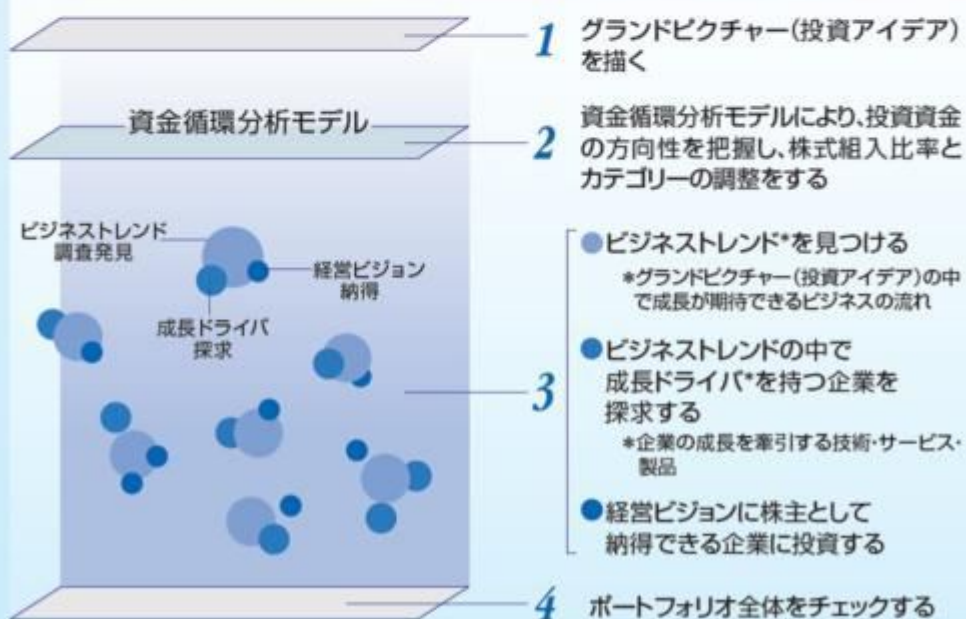 1 グランドピクチャー(投資アイデア)
を描く
資金循環分析モデル
2 資金循環分析モデルにより、投資資金
の方向性を把握し、株式組入比率と
カテゴリーの調整をする
ビジネストレンド
調査発見
経営ビジョン
納得
成長ドライバ
探求
3
●ビジネストレンド*を見つける
*グランドピクチャー(投資アイデア)の中
で成長が期待できるビジネスの流れ
●ビジネストレンドの中で
成長ドライバ*を持つ企業を
探求する
*企業の成長を牽引する技術・サービス・
製品
●経営ビジョンに株主として
納得できる企業に投資する
4 ポートフォリオ全体をチェックする